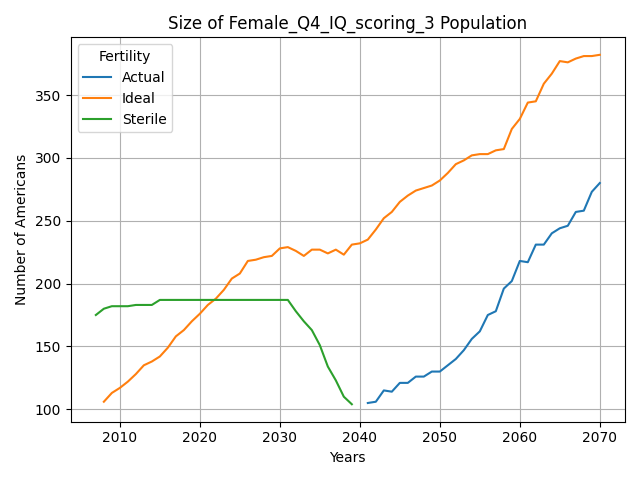 Size of Female_Q4_IQ_scoring_3 Population
Fertility
Actual
Ideal
Sterile
Number of Americans
350
300
250
200
150
100
2010 2020 2030 2040 2050 2060 2070
Years